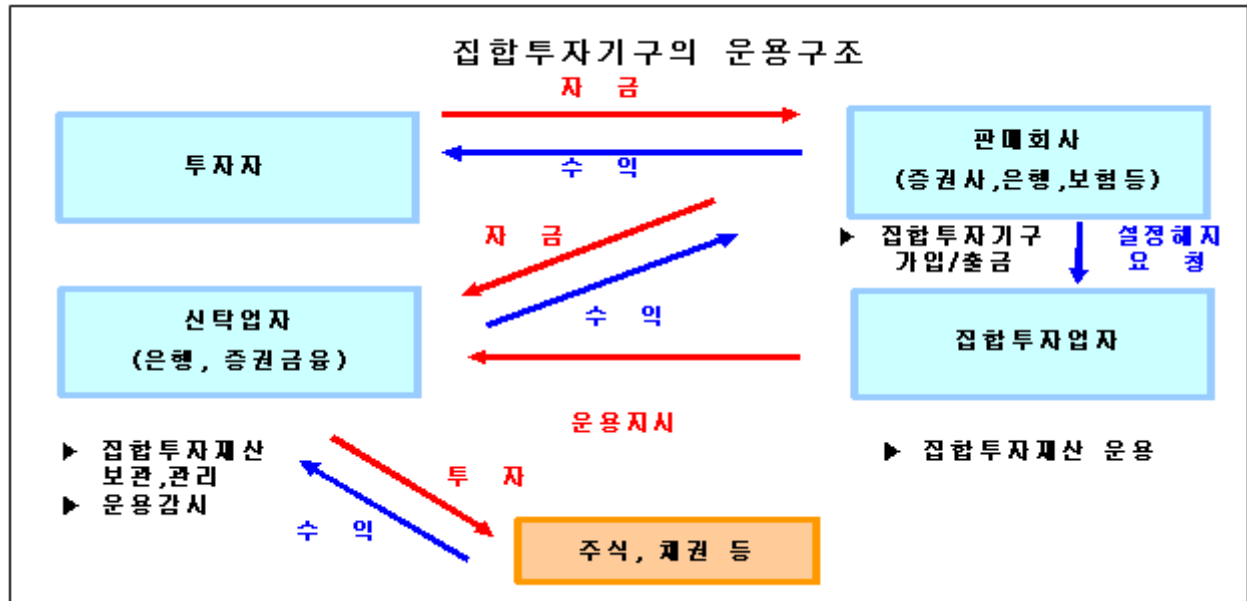 집합투자기구의 운용구조
자 금
투자자
수 익
판매회사
(증권사,은행,보험등)
자 금
▶ 집합투자기구
가입/출금
설정해지
요 청
신탁업자
(은행, 증권금융)
수 익
집합투자업자
운용지시
▶ 집합투자재산
보관,관리
▶ 운용감시
투 자
▶ 집합투자재산 운용
수 익
주식, 채권 등